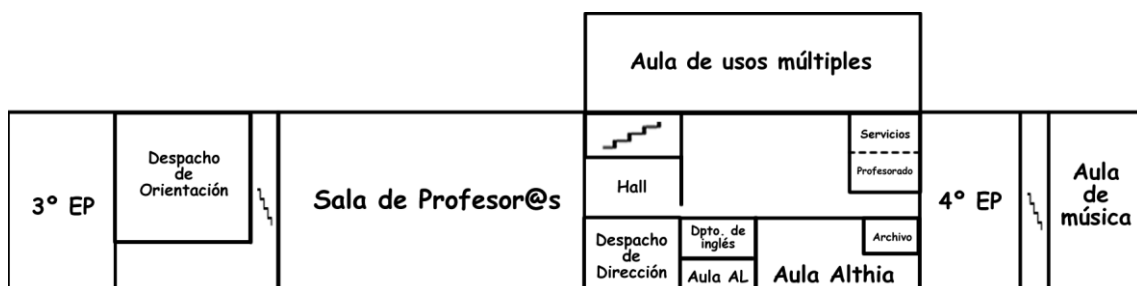 Aula de usos múltiples
3º EP
Despacho
de
Orientación
Sala de Profesor@s
Hall
Servicios
Profesorado
Despacho
de
Dirección
Dpto. de
inglés
Aula AL
Archivo
Aula Althia
4º EP
Aula
de
música